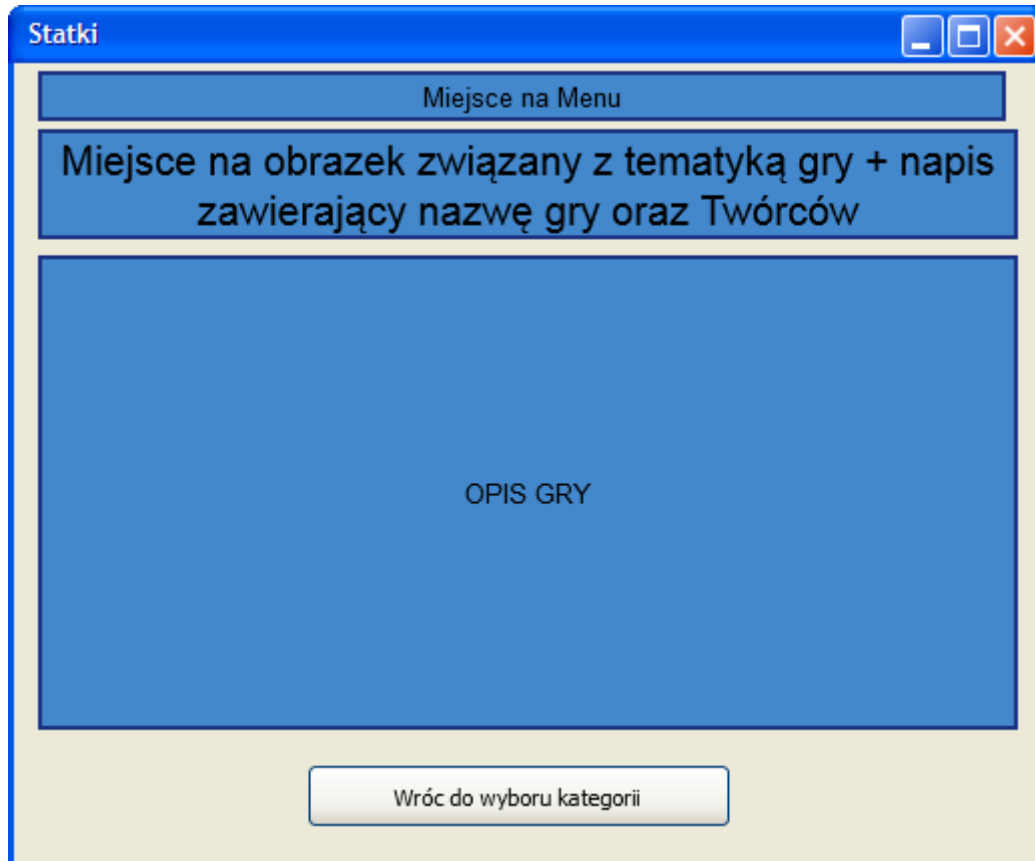 Statki
Miejsce na Menu
Miejsce na obrazek związany z tematyką gry + napis
zawierający nazwę gry oraz Twórców
OPIS GRY
Wróc do wyboru kategorii